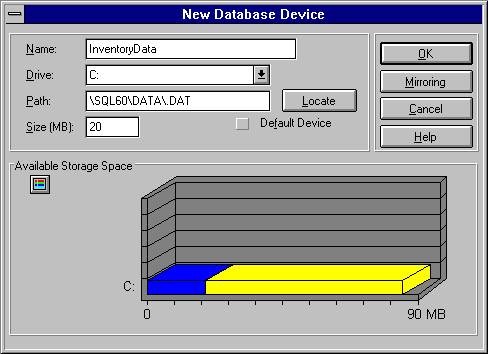 New Database Device
Name: InventoryData
Drive: C:
Path: \SQL60\DATA\.DAT Locate
Size (MB): 20 Default Device
OK
Mirroring
Cancel
Help
Available Storage Space
C:
0 90 MB